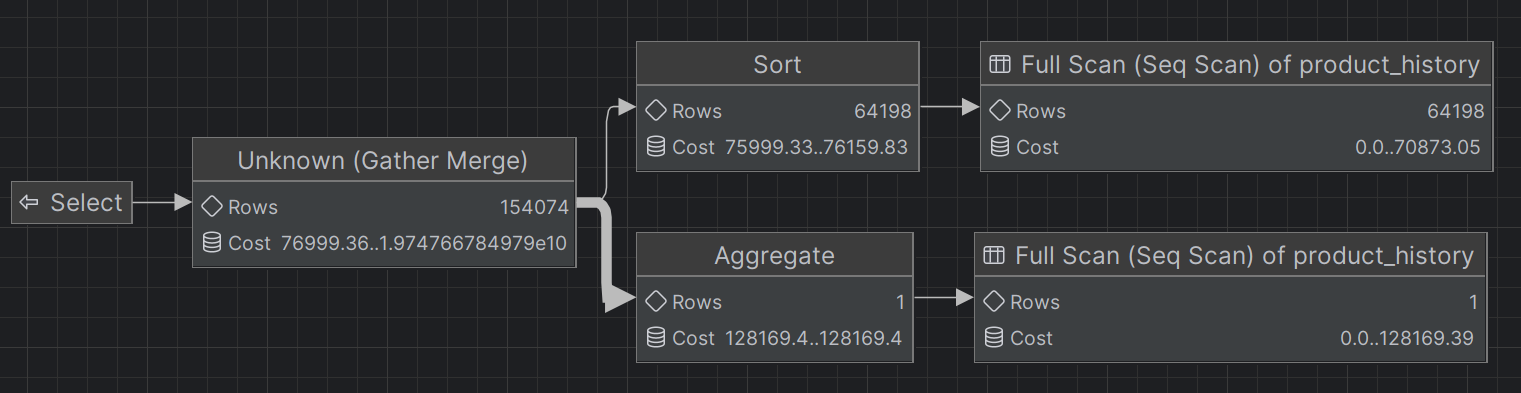 Select
Unknown (Gather Merge)
Rows 154074
Cost 76999.36..1.974766784979e10
Sort
Rows 64198
Cost 75999.33..76159.83
Full Scan (Seq Scan) of product_history
Rows 64198
Cost 0.0..70873.05
Aggregate
Rows 1
Cost 128169.4..128169.4
Full Scan (Seq Scan) of product_history
Rows 1
Cost 0.0..128169.39